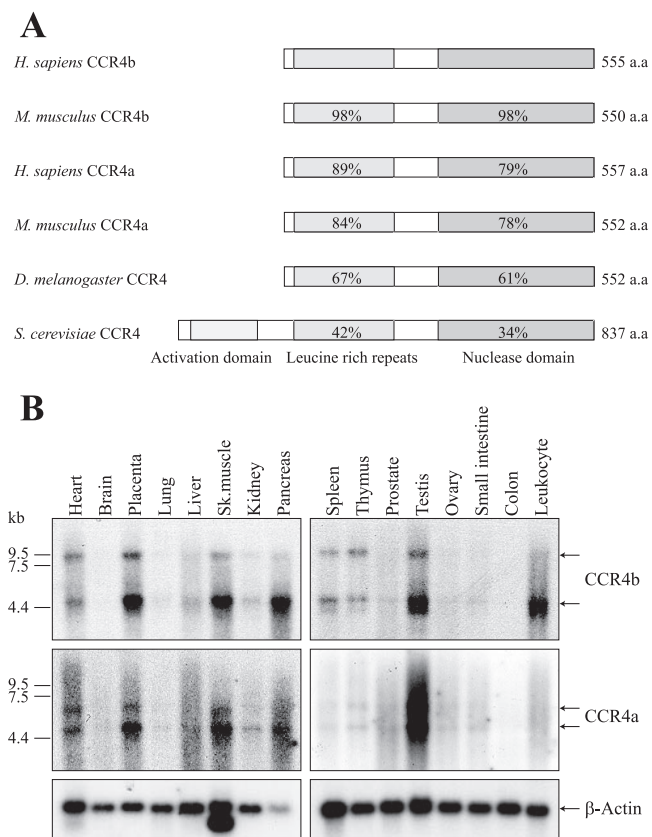 A
H. sapiens CCR4b 555 a.a
M. musculus CCR4b 98% 98% 550 a.a
H. sapiens CCR4a 89% 79% 557 a.a
M. musculus CCR4a 84% 78% 552 a.a
D. melanogaster CCR4 67% 61% 552 a.a
S. cerevisiae CCR4 42% 34% 837 a.a
Activation domain Leucine rich repeats Nuclease domain
B
Heart Brain Placenta Lung Liver Sk.muscle Kidney Pancreas Spleen Thymus Prostate Testis Ovary Small intestine Colon Leukocyte
kb
9.5
7.5
CCR4b
4.4
9.5
7.5
CCR4a
4.4
β-Actin